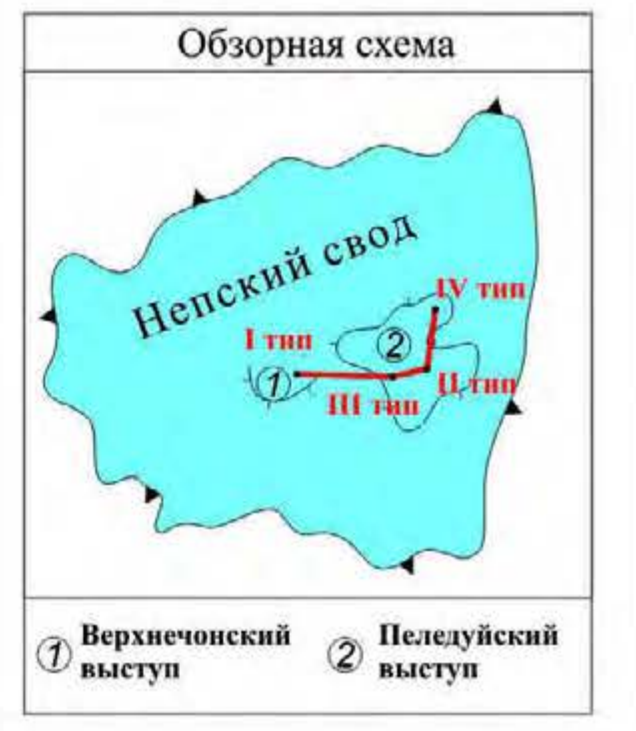 Обзорная схема
Непский свод
IV тип
I тип
2
1
II тип
III тип
1 Верхнечонский
выступ
2 Пеледуйский
выступ